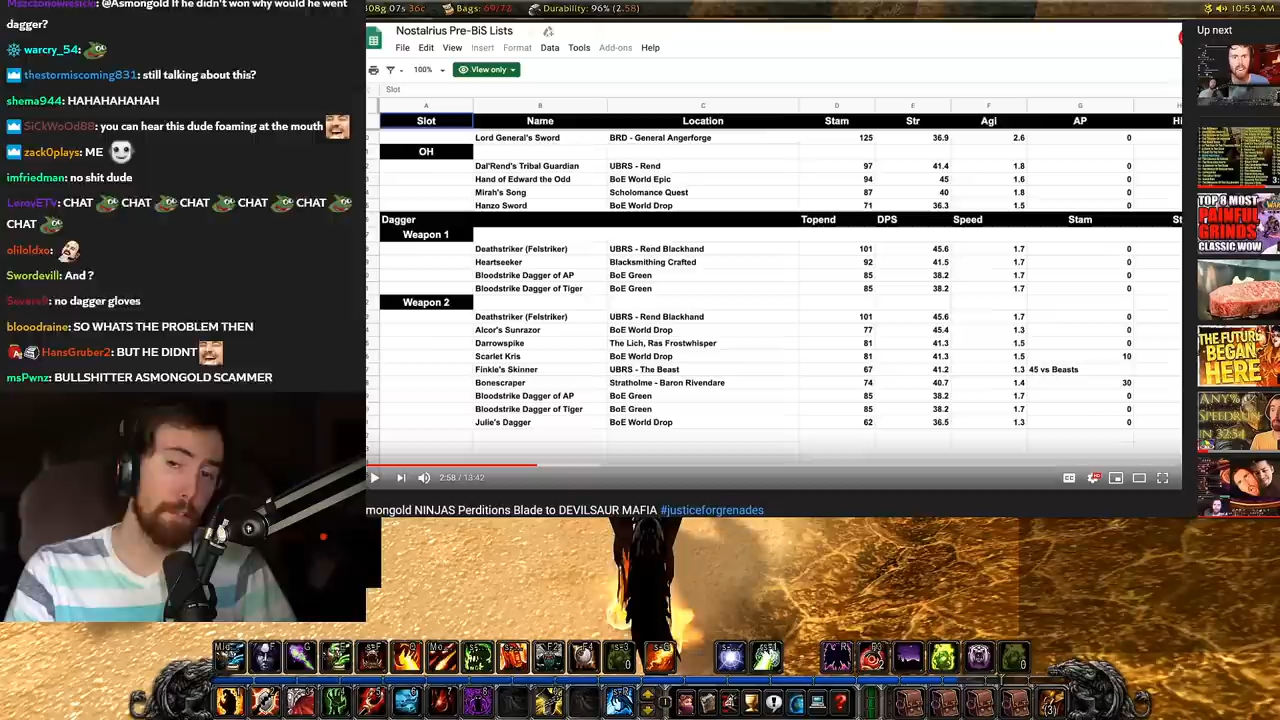 Mszczonowresicki: @Asmongold If he didn't won why would he went
dagger?
warcry_54:
thestormiscoming831: still talking about this?
shema944: HAHAHAHAHAH
SiCkWoOd88: you can hear this dude foaming at the mouth
zack0plays: ME
imfriedman: no shit dude
LeroyETV: CHAT CHAT CHAT CHAT CHAT
CHAT
oliloldxo:
Swordevill: And ?
no dagger gloves
blooodraine: SO WHATS THE PROBLEM THEN
HansGruber2: BUT HE DIDNT
msPwnz: BULLSHITTER ASMONGOLD SCAMMER
308g 07s 36c Bags: 69/72 Durability: 96% (2.58) 10:53 AM
Nostalrius Pre-BiS Lists
File Edit View Insert Format Data Tools Add-ons Help
100% View only
Slot
A B C D E F G H
Slot Name Location Stam Str Agi AP Hi
Lord General's Sword BRD - General Angerforge 125 36.9 2.6 0
OH
Dal'Rend's Tribal Guardian UBRS - Rend 97 41.4 1.8 0
Hand of Edward the Odd BoE World Epic 94 45 1.6 0
Mirah's Song Scholomance Quest 87 40 1.8 0
Hanzo Sword BoE World Drop 71 36.3 1.5 0
Dagger Topend DPS Speed Stam St
Weapon 1
Deathstriker (Felstriker) UBRS - Rend Blackhand 101 45.6 1.7 0
Heartseeker Blacksmithing Crafted 92 41.5 1.7 0
Bloodstrike Dagger of AP BoE Green 85 38.2 1.7 0
Bloodstrike Dagger of Tiger BoE Green 85 38.2 1.7 0
Weapon 2
Deathstriker (Felstriker) UBRS - Rend Blackhand 101 45.6 1.7 0
Alcor's Sunrazor BoE World Drop 77 45.4 1.3 0
Darrowspike The Lich, Ras Frostwhisper 81 41.3 1.5 0
Scarlet Kris BoE World Drop 81 41.3 1.5 10
Finkle's Skinner UBRS - The Beast 67 41.2 1.3 45 vs Beasts
Bonescraper Stratholme - Baron Rivendare 74 40.7 1.4 30
Bloodstrike Dagger of AP BoE Green 85 38.2 1.7 0
Bloodstrike Dagger of Tiger BoE Green 85 38.2 1.7 0
Julie's Dagger BoE World Drop 62 36.5 1.3 0
2:58 / 13:42
mongold NINJAS Perditions Blade to DEVILSAUR MAFIA #justiceforgrenades
Up next
TOP 8 MOST
PAINFUL
GRINDS
CLASSIC WOW
THE FUTURE
BEGAN
HERE
ANY%
SPEEDRUN
IN 32:54